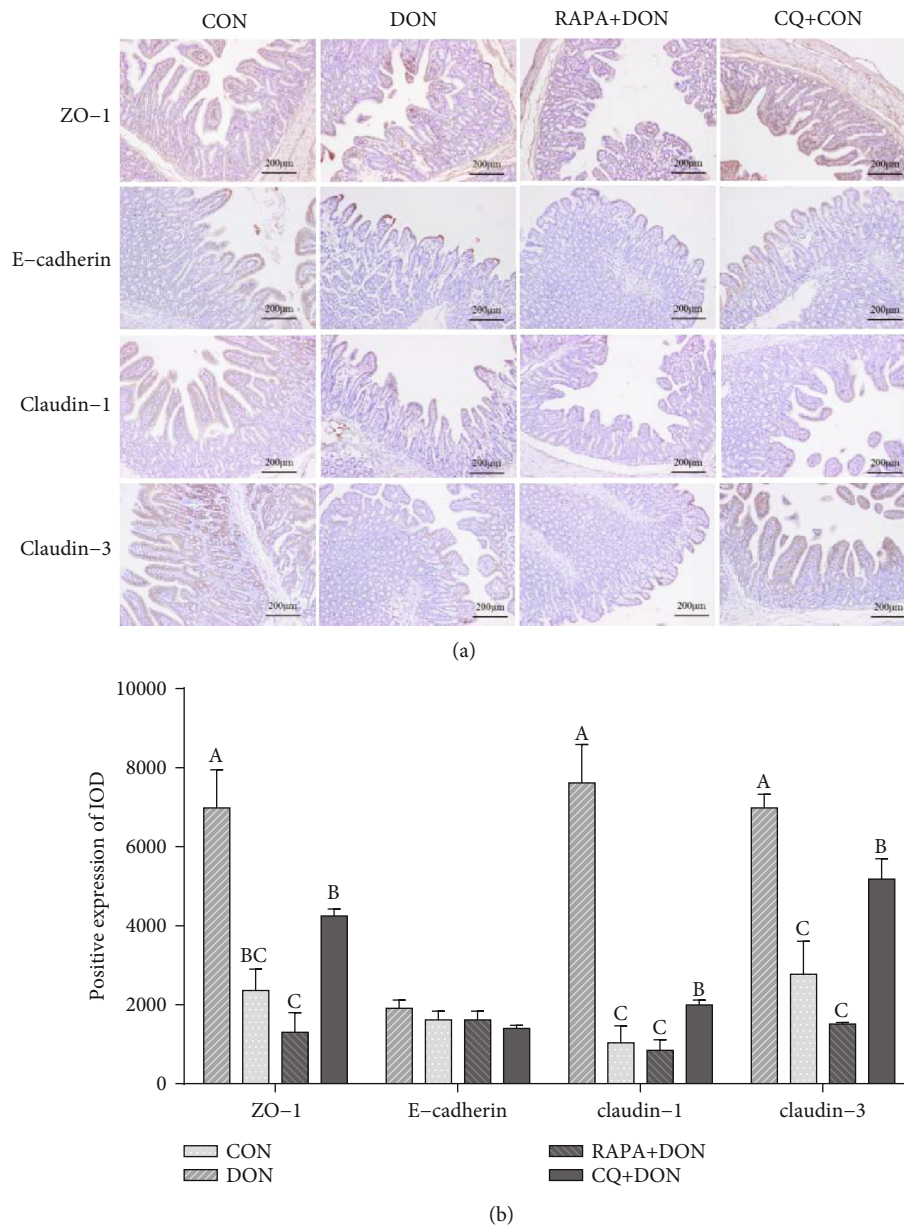 CON DON RAPA+DON CQ+CON
ZO−1
200μm 200μm 200μm 200μm
E−cadherin
200μm 200μm 200μm 200μm
Claudin−1
200μm 200μm 200μm 200μm
Claudin−3
200μm 200μm 200μm 200μm
(a)
Positive expression of IOD
10000
8000
6000
4000
2000
0
A BC C B
A C C B
A C C B
ZO−1 E−cadherin claudin−1 claudin−3
CON RAPA+DON
DON CQ+DON
(b)